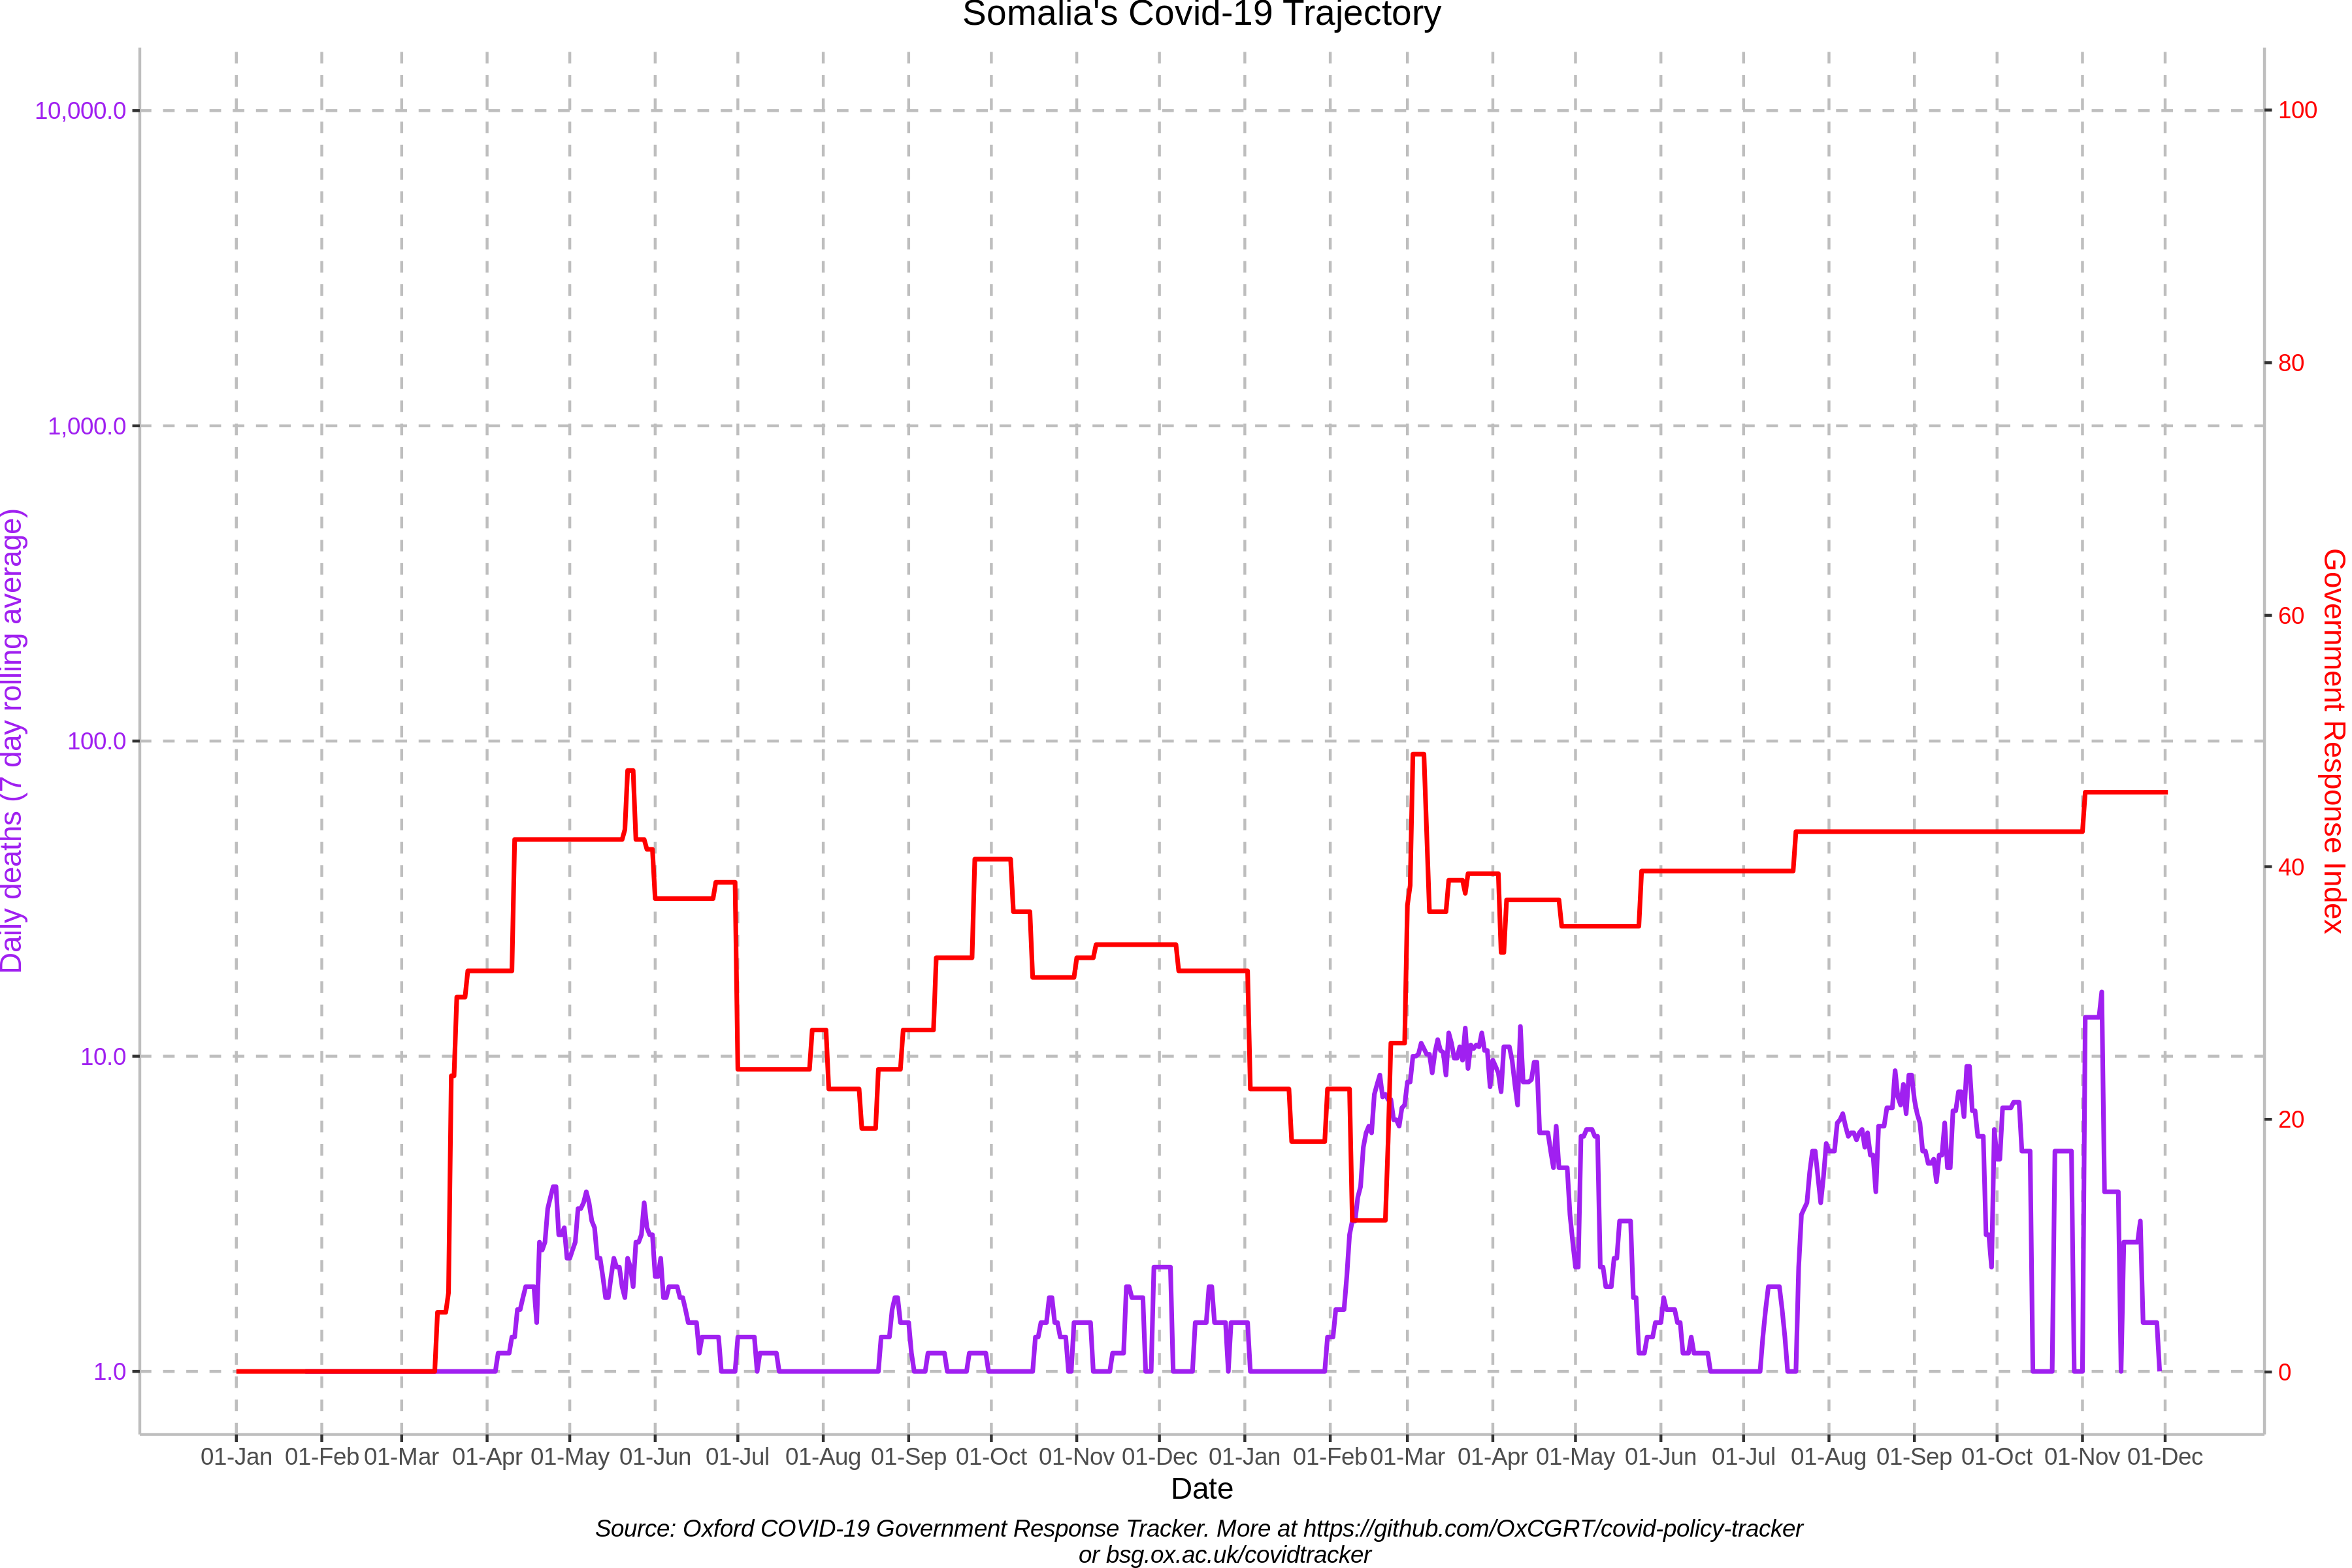 Somalia's Covid-19 Trajectory
10,000.0
1,000.0
100.0
10.0
1.0
Daily deaths (7 day rolling average)
100
80
60
40
20
0
Government Response Index
01-Jan 01-Feb 01-Mar 01-Apr 01-May 01-Jun 01-Jul 01-Aug 01-Sep 01-Oct 01-Nov 01-Dec 01-Jan 01-Feb 01-Mar 01-Apr 01-May 01-Jun 01-Jul 01-Aug 01-Sep 01-Oct 01-Nov 01-Dec
Date
Source: Oxford COVID-19 Government Response Tracker. More at https://github.com/OxCGRT/covid-policy-tracker
or bsg.ox.ac.uk/covidtracker